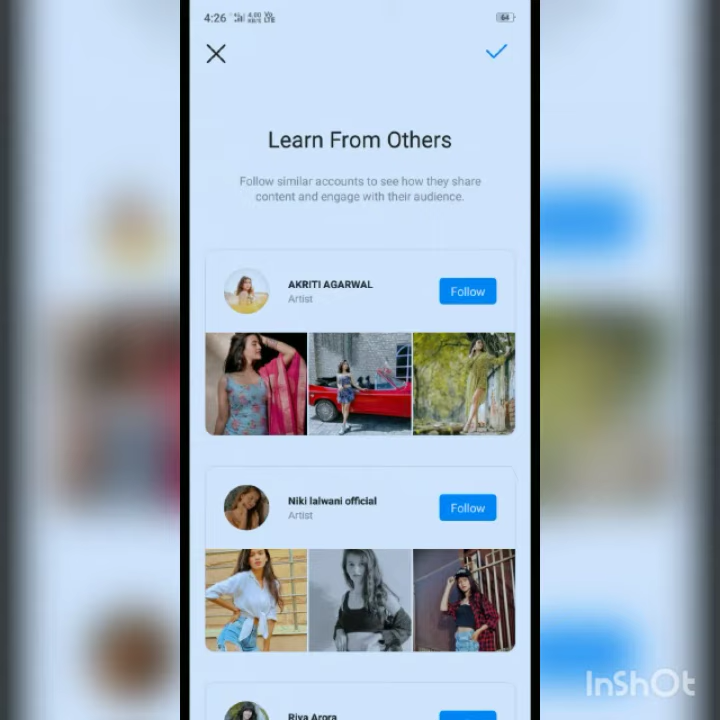 4:26
64
Learn From Others
Follow similar accounts to see how they share
content and engage with their audience.
AKRITI AGARWAL
Artist
Follow
Niki lalwani official
Artist
Follow
Riya Arora
InShOt